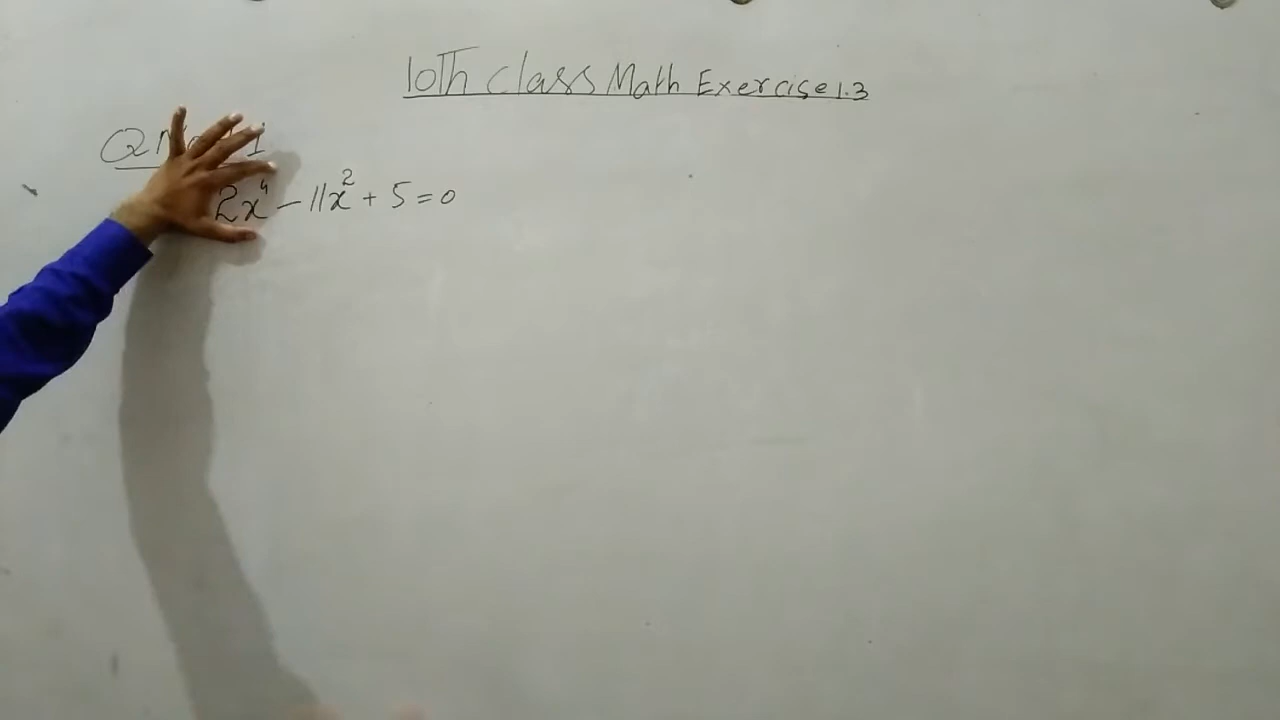 10Th Class Math Exercise 1.3
2x⁴ - 11x² + 5 = 0